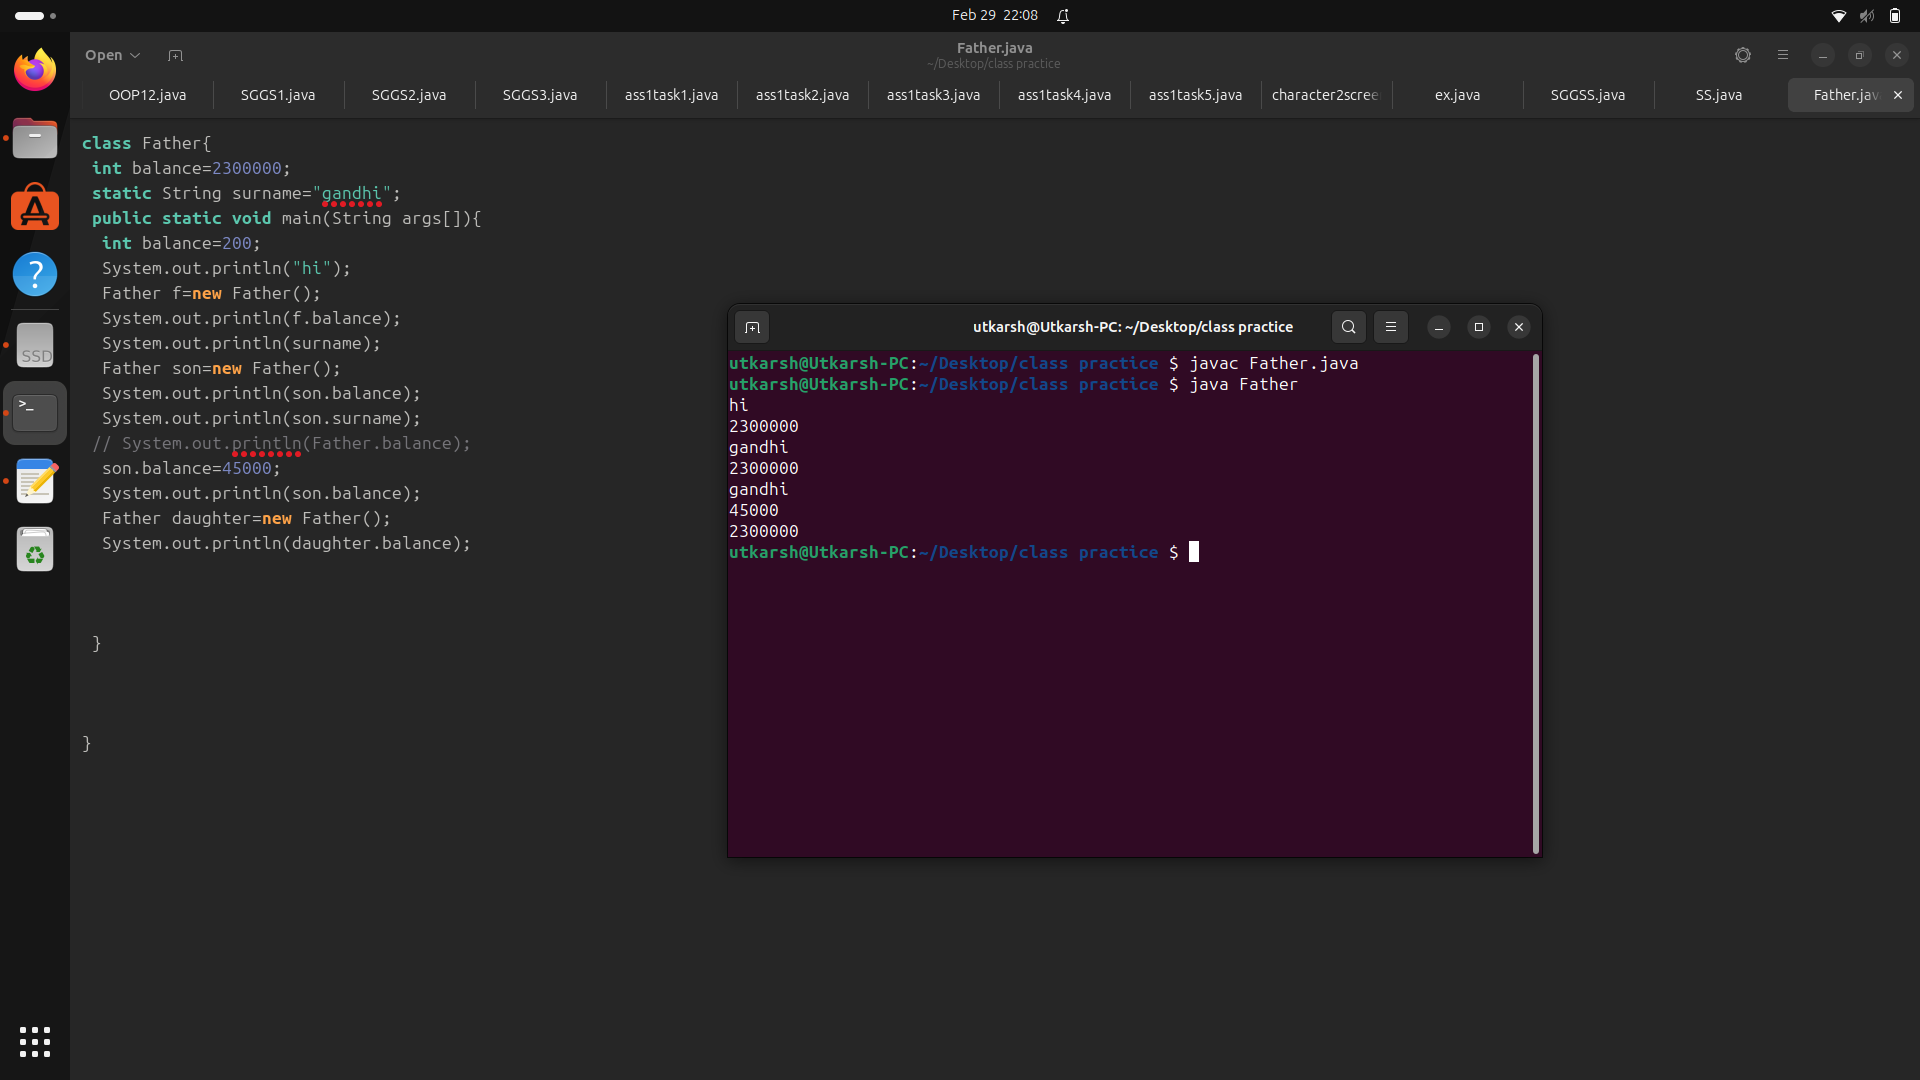 Feb 29 22:08
Open
Father.java
~/Desktop/class practice
OOP12.java
SGGS1.java
SGGS2.java
SGGS3.java
ass1task1.java
ass1task2.java
ass1task3.java
ass1task4.java
ass1task5.java
character2scree
ex.java
SGGSS.java
SS.java
Father.jav
class Father{
int balance=2300000;
static String surname="gandhi";
public static void main(String args[]){
int balance=200;
System.out.println("hi");
Father f=new Father();
System.out.println(f.balance);
System.out.println(surname);
Father son=new Father();
System.out.println(son.balance);
System.out.println(son.surname);
// System.out.println(Father.balance);
son.balance=45000;
System.out.println(son.balance);
Father daughter=new Father();
System.out.println(daughter.balance);
}
}
SSD
>_
utkarsh@Utkarsh-PC: ~/Desktop/class practice
utkarsh@Utkarsh-PC:~/Desktop/class practice $ javac Father.java
utkarsh@Utkarsh-PC:~/Desktop/class practice $ java Father
hi
2300000
gandhi
2300000
gandhi
45000
2300000
utkarsh@Utkarsh-PC:~/Desktop/class practice $